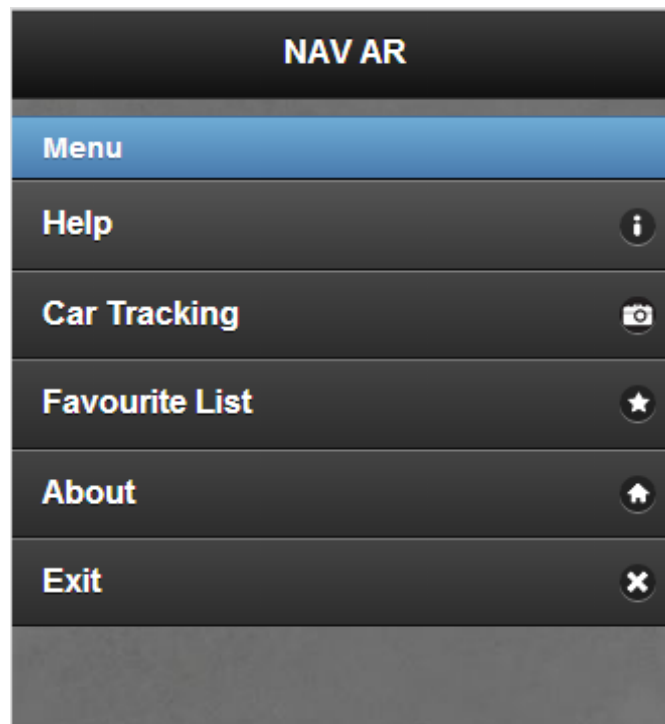 NAV AR
Menu
Help
Car Tracking
Favourite List
About
Exit